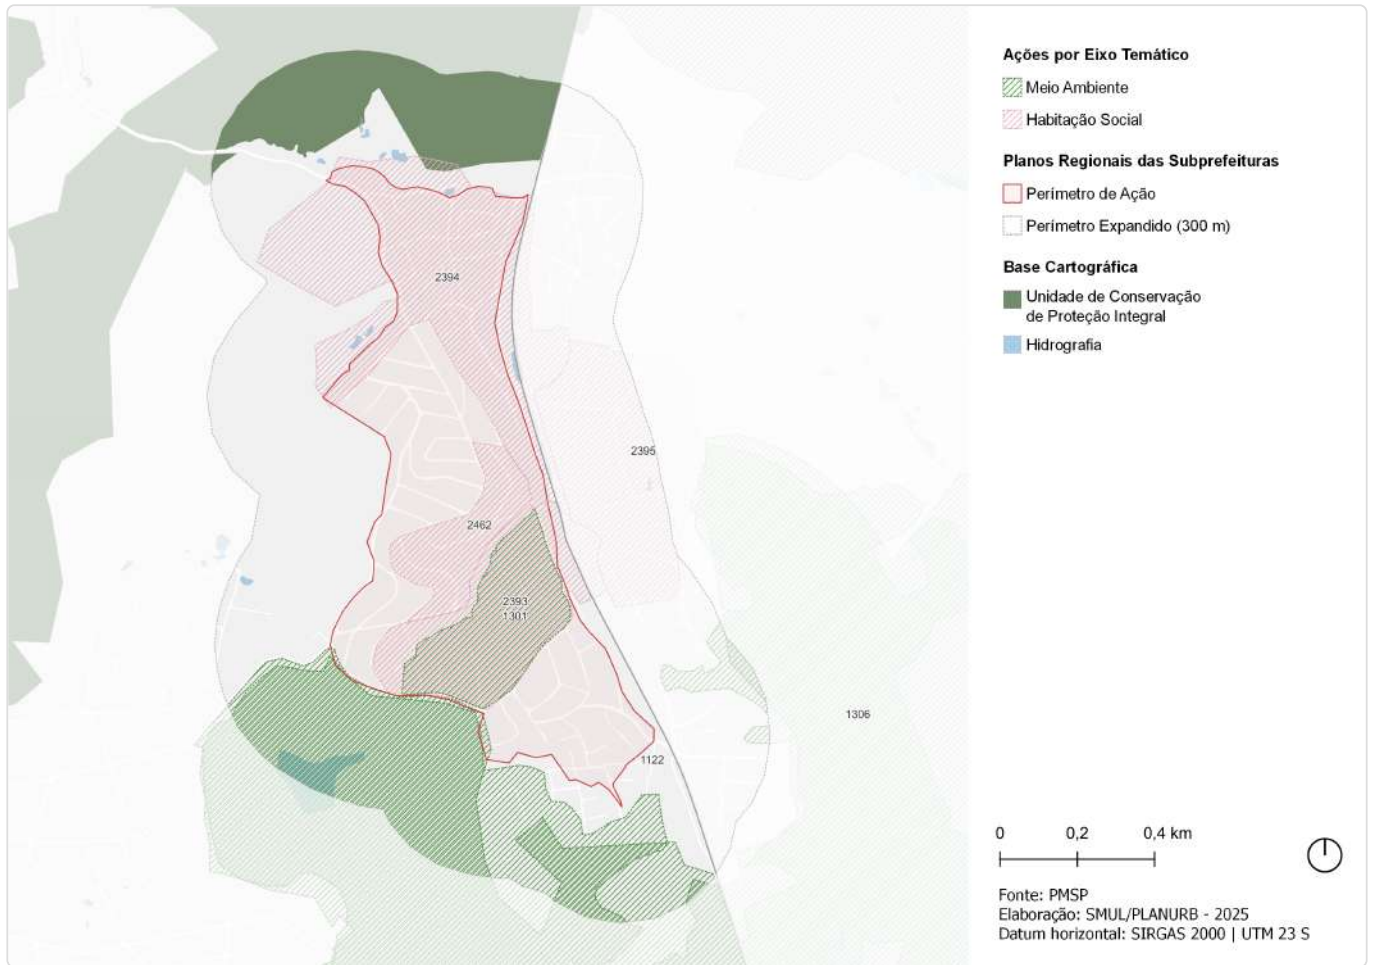 Ações por Eixo Temático
Meio Ambiente
Habitação Social
Planos Regionais das Subprefeituras
Perímetro de Ação
Perímetro Expandido (300 m)
Base Cartográfica
Unidade de Conservação
de Proteção Integral
Hidrografia
2394
2395
2462
2393
1301
1306
1122
0 0,2 0,4 km
Fonte: PMSP
Elaboração: SMUL/PLANURB - 2025
Datum horizontal: SIRGAS 2000 | UTM 23 S